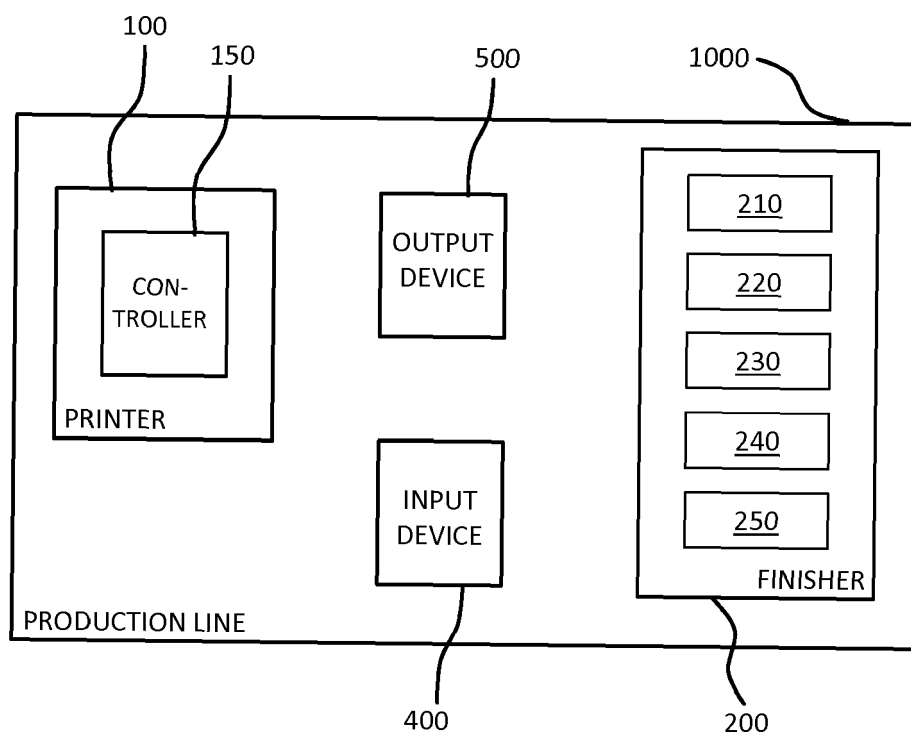 100
150
500
1000
210
220
230
240
250
OUTPUT
DEVICE
CON-
TROLLER
PRINTER
INPUT
DEVICE
FINISHER
PRODUCTION LINE
400
200